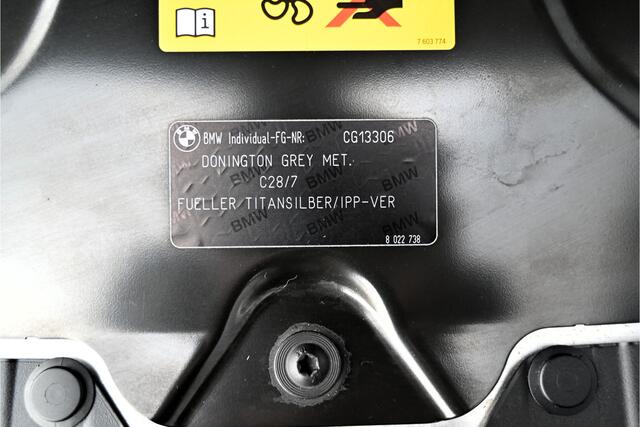 i
7 603 774
BMW Individual-FG-NR: CG13306
DONINGTON GREY MET.
C28/7
FUELLER TITANSILBER/IPP-VER
8 022 738